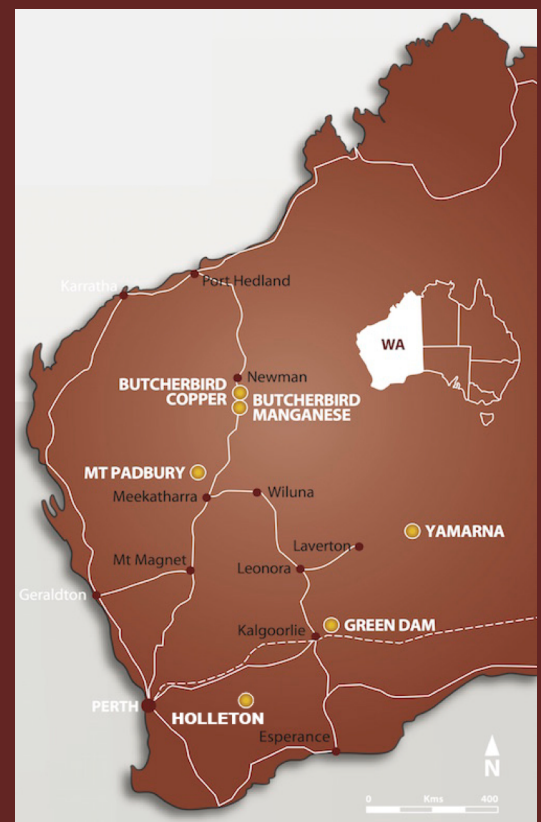 Karratha
Port Hedland
WA
Newman
BUTCHERBIRD
COPPER
BUTCHERBIRD
MANGANESE
MT PADBURY
Meekatharra
Wiluna
YAMARNA
Laverton
Mt Magnet
Leonora
Geraldton
GREEN DAM
Kalgoorlie
PERTH
HOLLETON
Esperance
N
0 Kms 400